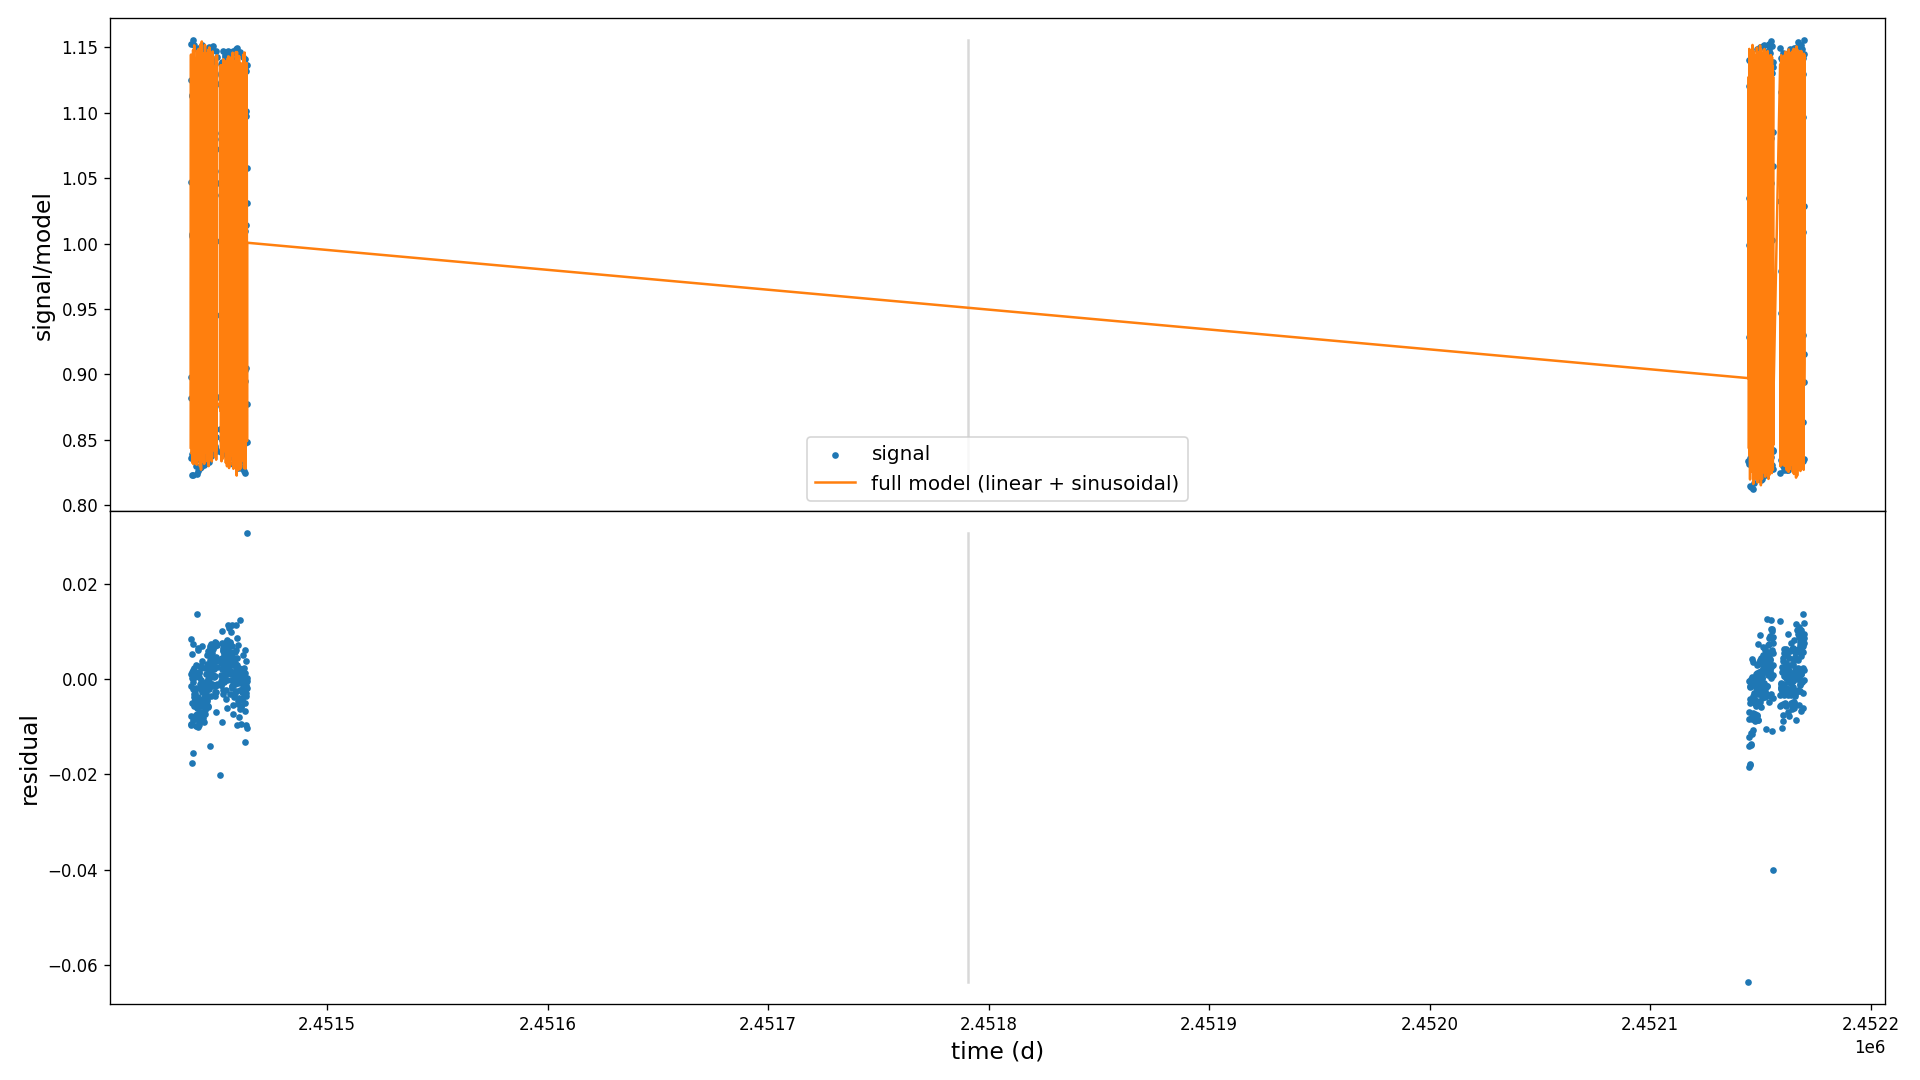 1.15
1.10
1.05
1.00
0.95
0.90
0.85
0.80
signal/model
signal
full model (linear + sinusoidal)
0.02
0.00
−0.02
−0.04
−0.06
residual
2.4515 2.4516 2.4517 2.4518 2.4519 2.4520 2.4521 2.4522
1e6
time (d)